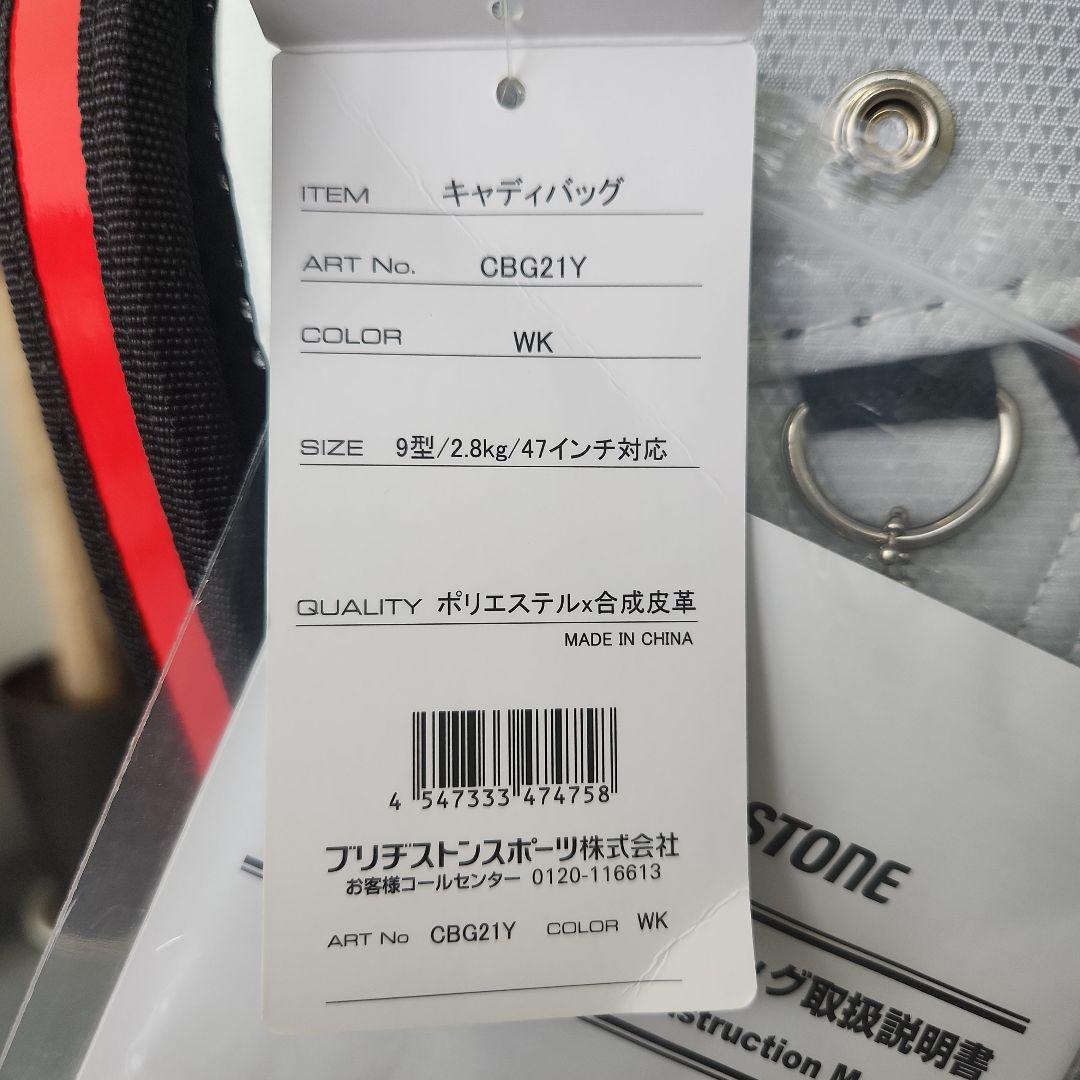 ITEM キャディバッグ
ART No. CBG21Y
COLOR WK
SIZE 9型/2.8kg/47インチ対応
QUALITY ポリエステルx合成皮革
MADE IN CHINA
4 547333 474758
ブリヂストンスポーツ株式会社
お客様コールセンター 0120-116613
ART No CBG21Y COLOR WK
STONE
グ取扱説明書
struction M